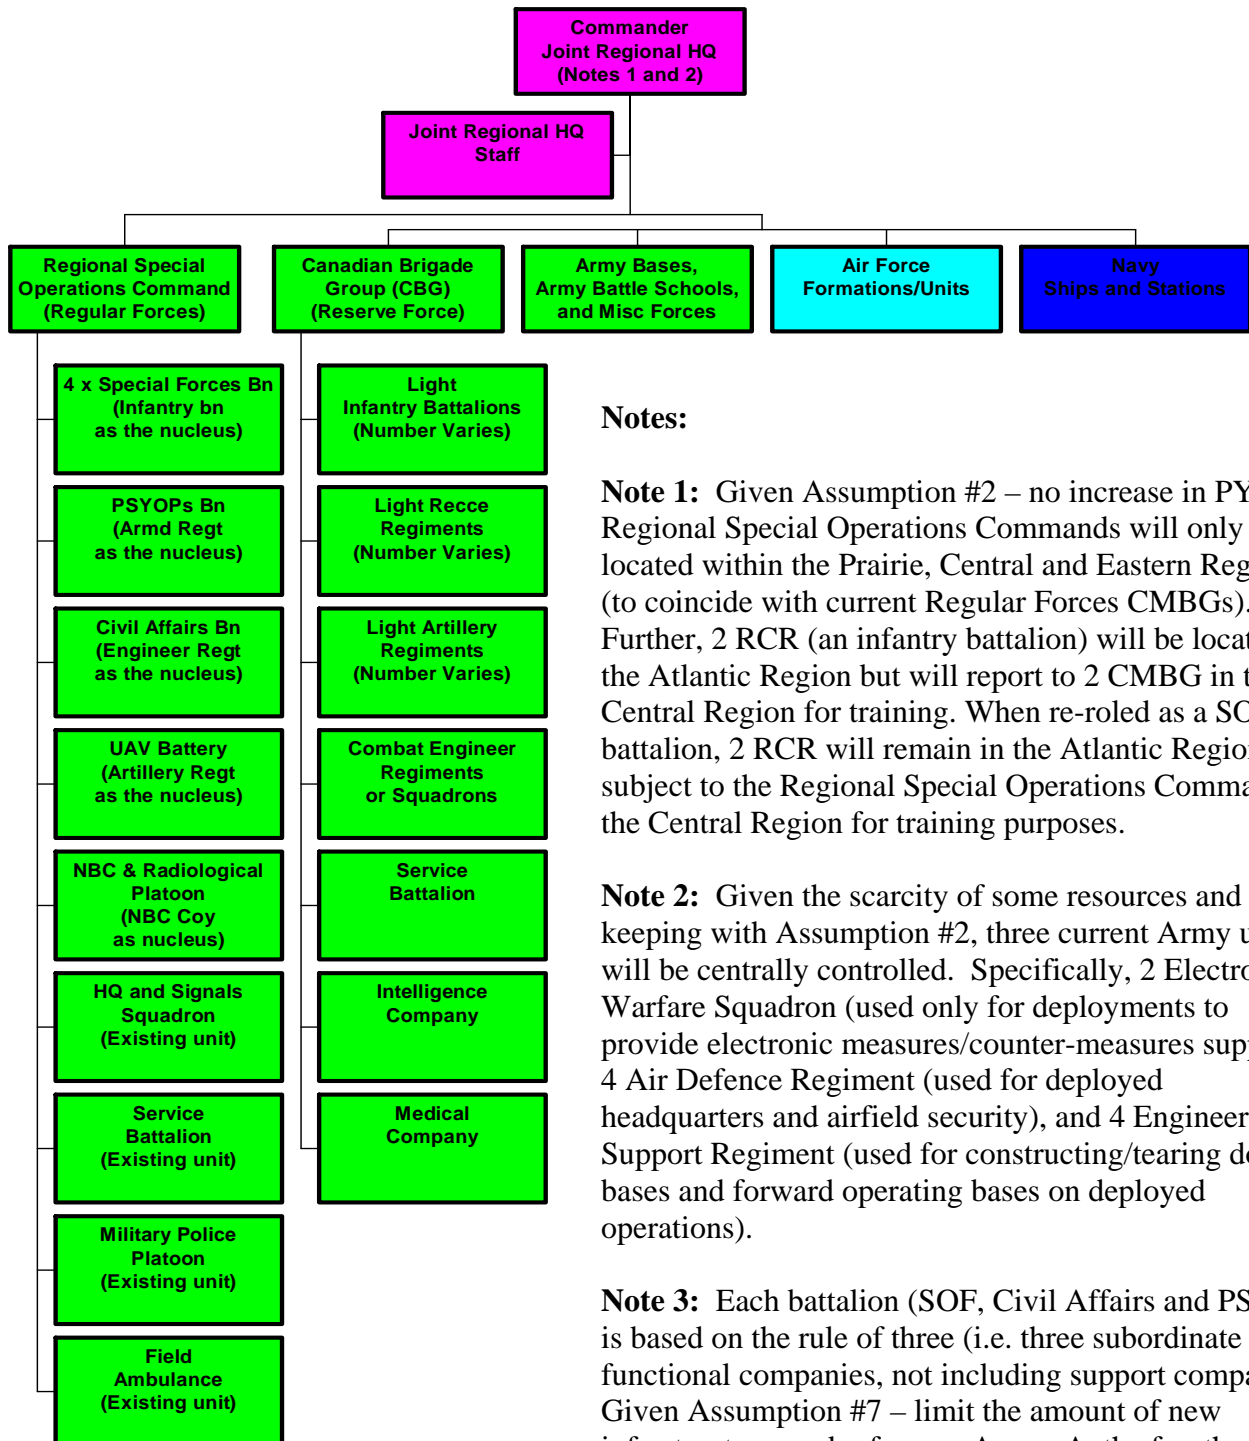 Commander
Joint Regional HQ
(Notes 1 and 2)
Joint Regional HQ
Staff
Regional Special
Operations Command
(Regular Forces)
Canadian Brigade
Group (CBG)
(Reserve Force)
Army Bases,
Army Battle Schools,
and Misc Forces
Air Force
Formations/Units
Navy
Ships and Stations
4 x Special Forces Bn
(Infantry bn
as the nucleus)
PSYOPs Bn
(Armd Regt
as the nucleus)
Civil Affairs Bn
(Engineer Regt
as the nucleus)
UAV Battery
(Artillery Regt
as the nucleus)
NBC & Radiological
Platoon
(NBC Coy
as nucleus)
HQ and Signals
Squadron
(Existing unit)
Service
Battalion
(Existing unit)
Military Police
Platoon
(Existing unit)
Field
Ambulance
(Existing unit)
Light
Infantry Battalions
(Number Varies)
Light Recce
Regiments
(Number Varies)
Light Artillery
Regiments
(Number Varies)
Combat Engineer
Regiments
or Squadrons
Service
Battalion
Intelligence
Company
Medical
Company
Notes:
Note 1: Given Assumption #2 – no increase in PY
Regional Special Operations Commands will only
located within the Prairie, Central and Eastern Reg
(to coincide with current Regular Forces CMBGs).
Further, 2 RCR (an infantry battalion) will be locat
the Atlantic Region but will report to 2 CMBG in t
Central Region for training. When re-roled as a SO
battalion, 2 RCR will remain in the Atlantic Region
subject to the Regional Special Operations Comma
the Central Region for training purposes.
Note 2: Given the scarcity of some resources and
keeping with Assumption #2, three current Army u
will be centrally controlled. Specifically, 2 Electro
Warfare Squadron (used only for deployments to
provide electronic measures/counter-measures supp
4 Air Defence Regiment (used for deployed
headquarters and airfield security), and 4 Engineer
Support Regiment (used for constructing/tearing do
bases and forward operating bases on deployed
operations).
Note 3: Each battalion (SOF, Civil Affairs and PS
is based on the rule of three (i.e. three subordinate
functional companies, not including support compa
Given Assumption #7 – limit the amount of new